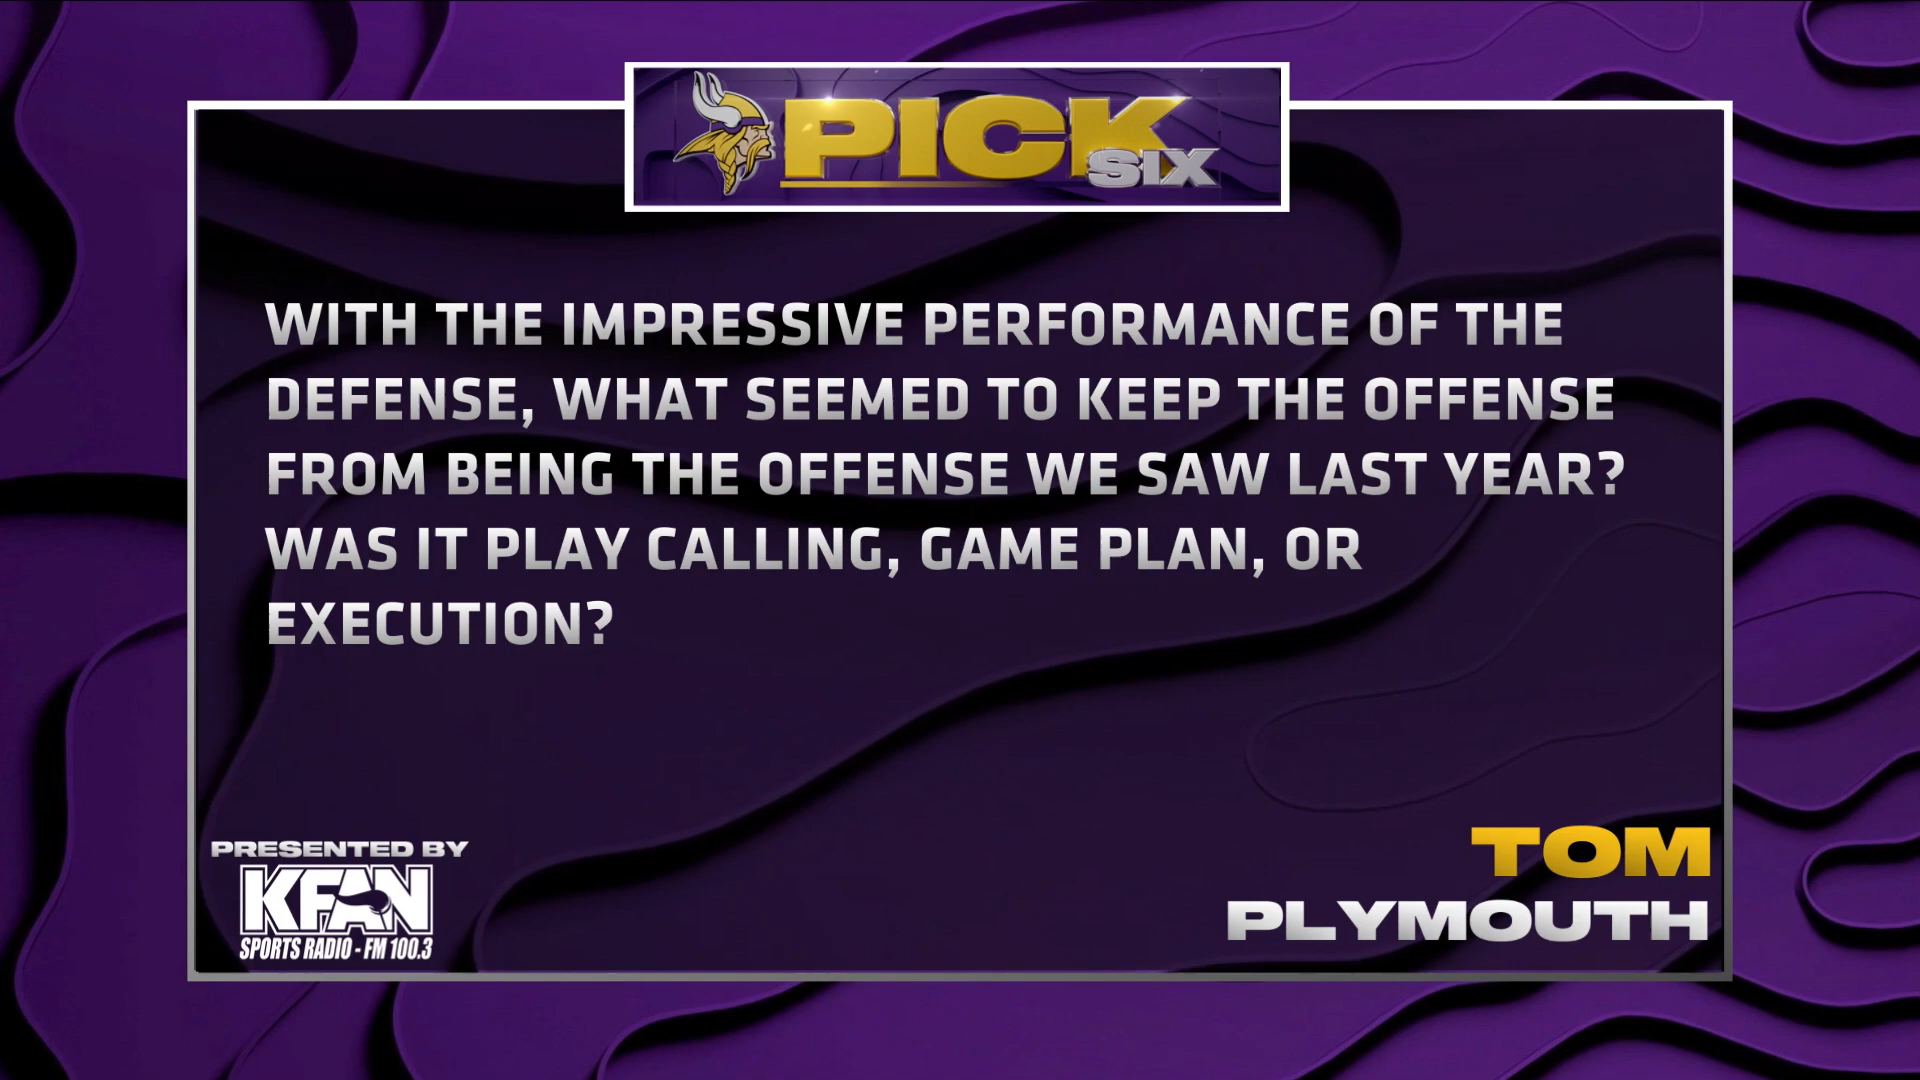 PICK
SIX
WITH THE IMPRESSIVE PERFORMANCE OF THE
DEFENSE, WHAT SEEMED TO KEEP THE OFFENSE
FROM BEING THE OFFENSE WE SAW LAST YEAR?
WAS IT PLAY CALLING, GAME PLAN, OR
EXECUTION?
PRESENTED BY
KFAN
SPORTS RADIO - FM 100.3
TOM
PLYMOUTH